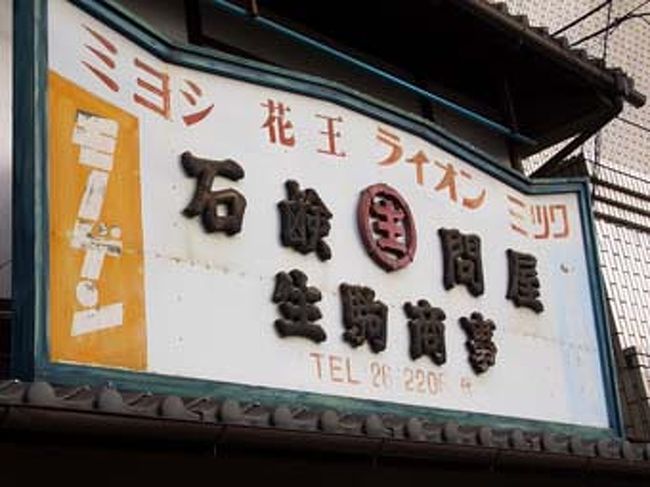 ミヨシ 花王 ライオン ミツワ
石鹸 生 問屋
生駒商事
TEL 26 2206